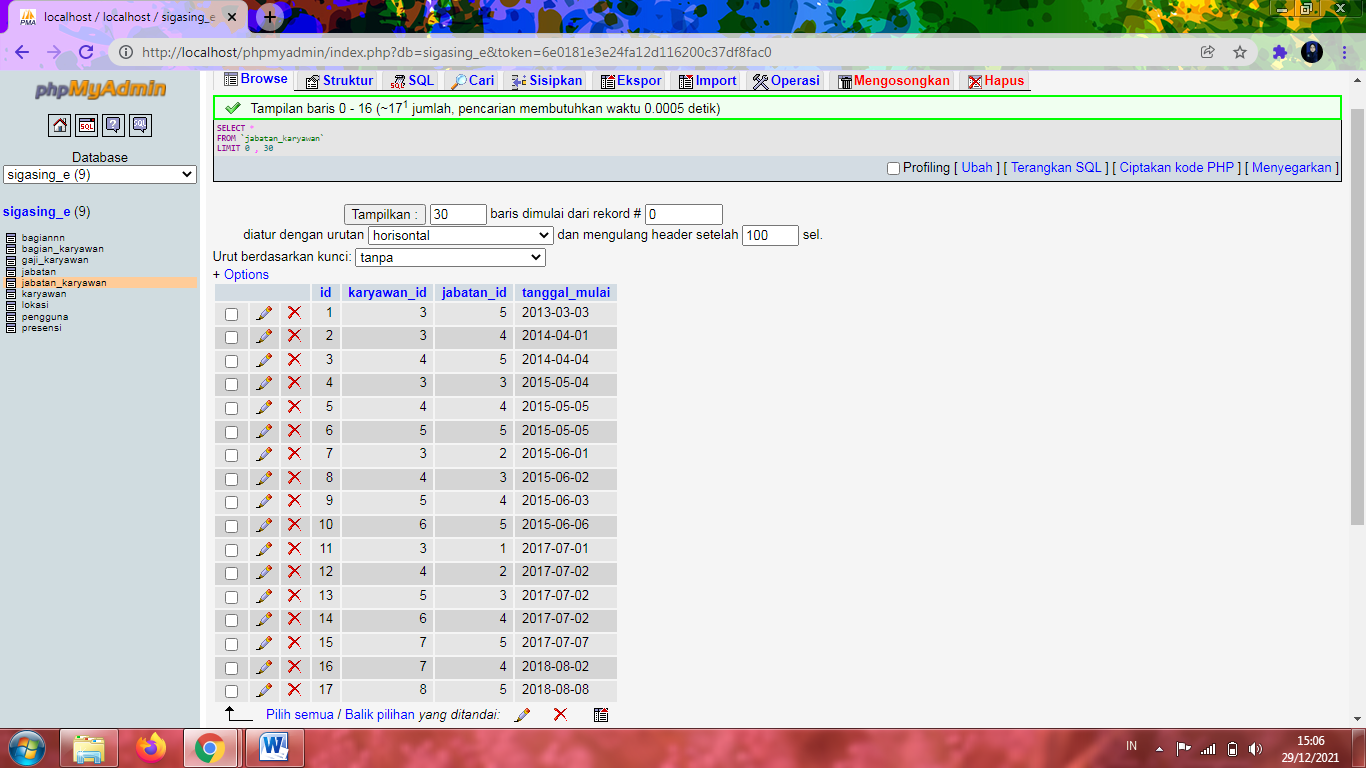 localhost / localhost / sigasing_e
http://localhost/phpmyadmin/index.php?db=sigasing_e&token=6e0181e3e24fa12d116200c37df8fac0
phpMyAdmin
Database
sigasing_e (9)
sigasing_e (9)
bagiannn
bagian_karyawan
gaji_karyawan
jabatan
jabatan_karyawan
karyawan
lokasi
pengguna
presensi
Browse Struktur SQL Cari Sisipkan Ekspor Import Operasi Mengosongkan Hapus
Tampilan baris 0 - 16 (~17¹ jumlah, pencarian membutuhkan waktu 0.0005 detik)
SELECT *
FROM `jabatan_karyawan`
LIMIT 0 , 30
Profiling [ Ubah ] [ Terangkan SQL ] [ Ciptakan kode PHP ] [ Menyegarkan ]
Tampilkan : 30 baris dimulai dari rekord # 0
diatur dengan urutan horisontal dan mengulang header setelah 100 sel.
Urut berdasarkan kunci: tanpa
+ Options
id karyawan_id jabatan_id tanggal_mulai
1 3 5 2013-03-03
2 3 4 2014-04-01
3 4 5 2014-04-04
4 3 3 2015-05-04
5 4 4 2015-05-05
6 5 5 2015-05-05
7 3 2 2015-06-01
8 4 3 2015-06-02
9 5 4 2015-06-03
10 6 5 2015-06-06
11 3 1 2017-07-01
12 4 2 2017-07-02
13 5 3 2017-07-02
14 6 4 2017-07-02
15 7 5 2017-07-07
16 7 4 2018-08-02
17 8 5 2018-08-08
Pilih semua / Balik pilihan yang ditandai:
IN
15:06
29/12/2021